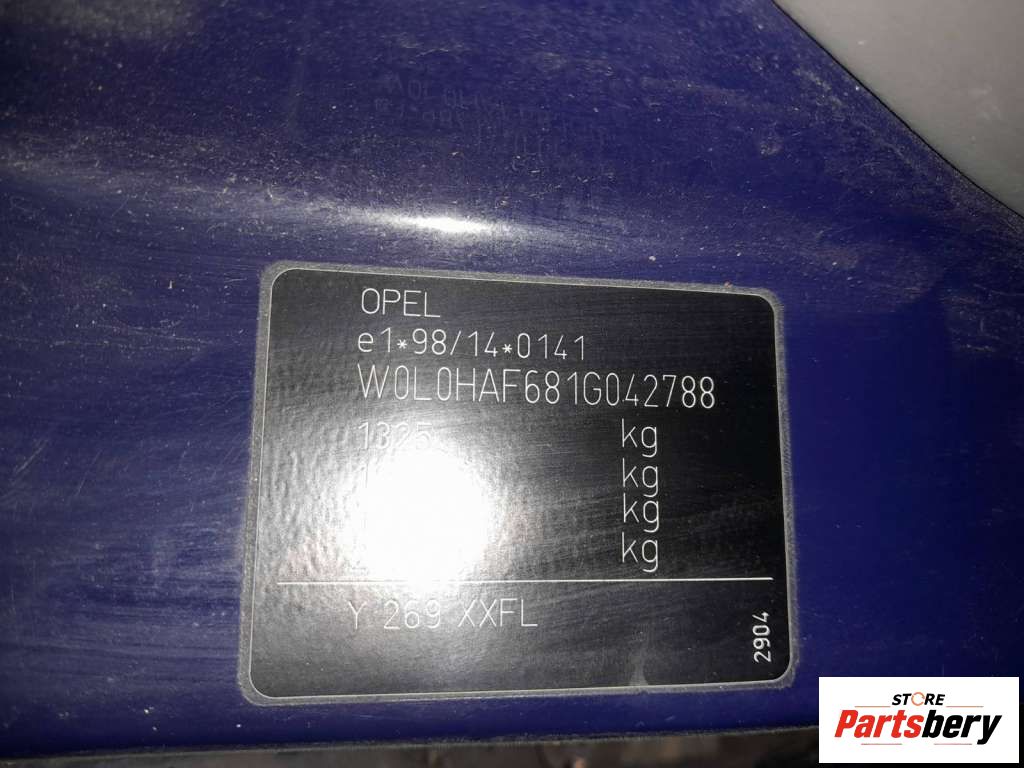 OPEL
e1*98/14*0141
W0L0HAF681G042788
1325 kg
kg
kg
kg
Y 269 XXFL
2904
STORE
Partsbery